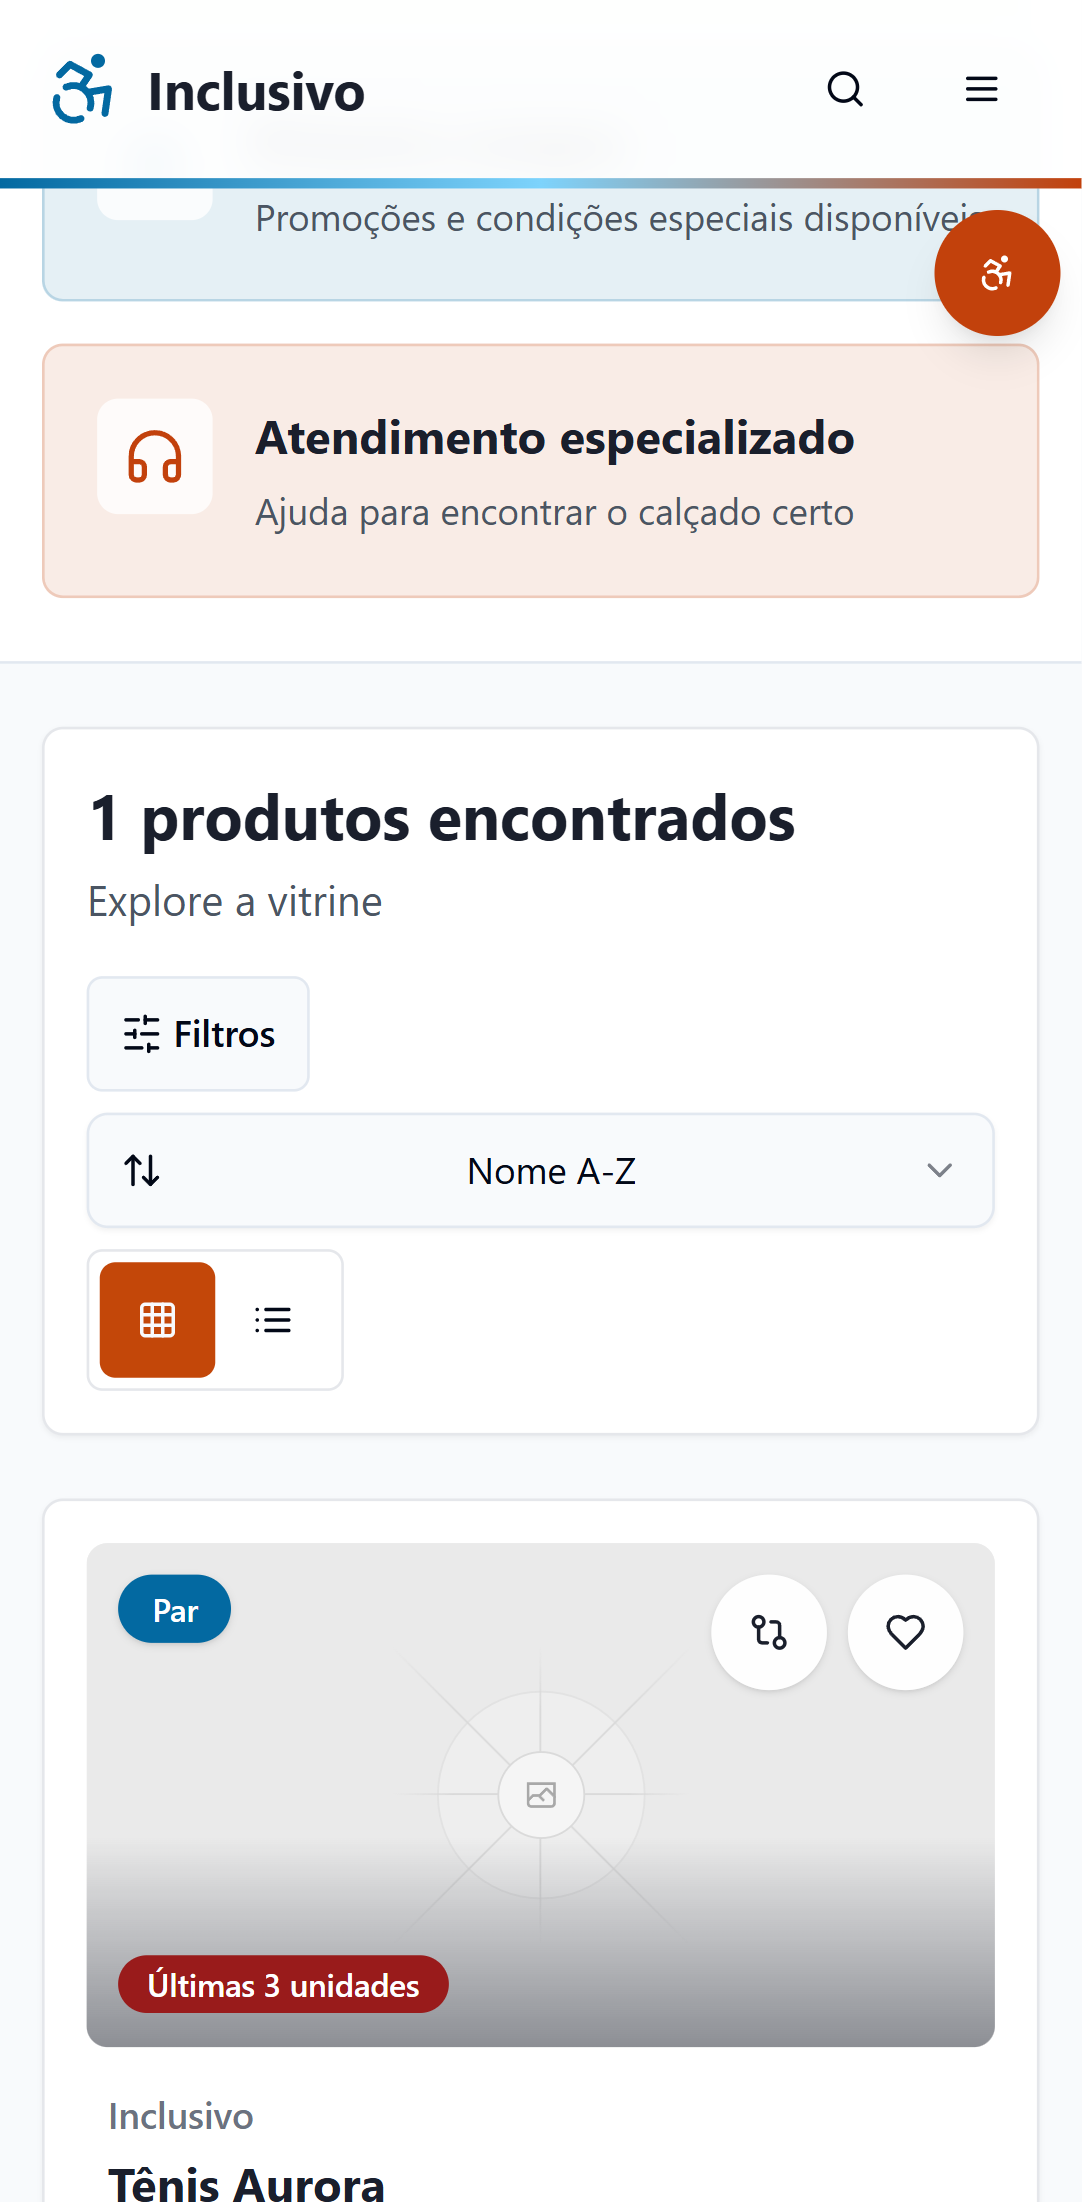 Inclusivo
Promoções e condições especiais disponíveis
Atendimento especializado
Ajuda para encontrar o calçado certo
1 produtos encontrados
Explore a vitrine
Filtros
Nome A-Z
Par
Últimas 3 unidades
Inclusivo
Tênis Aurora